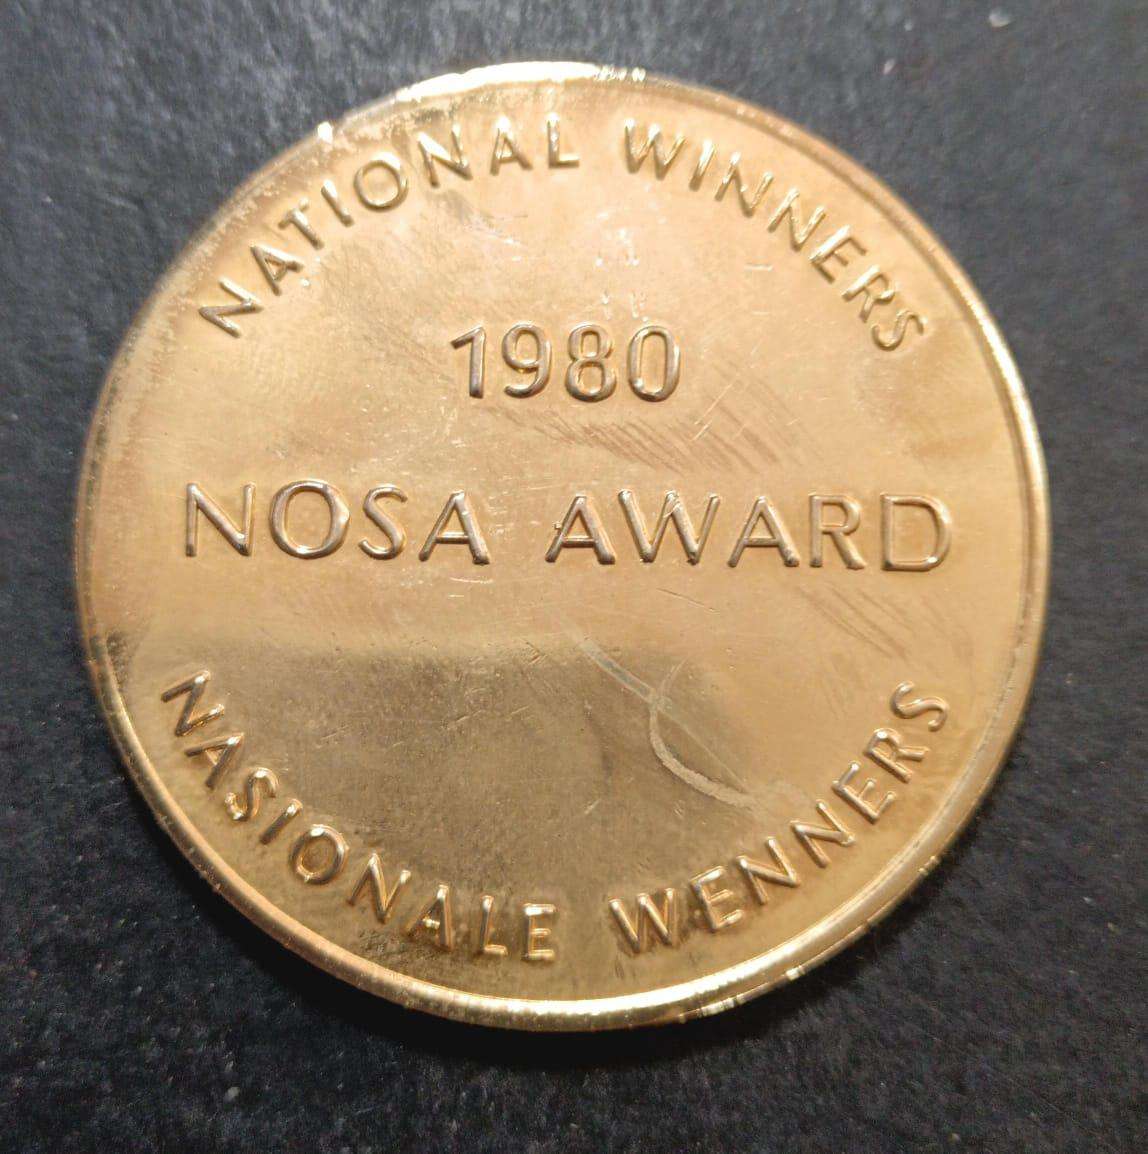 NATIONAL WINNERS
1980
NOSA AWARD
NASIONALE WENNERS